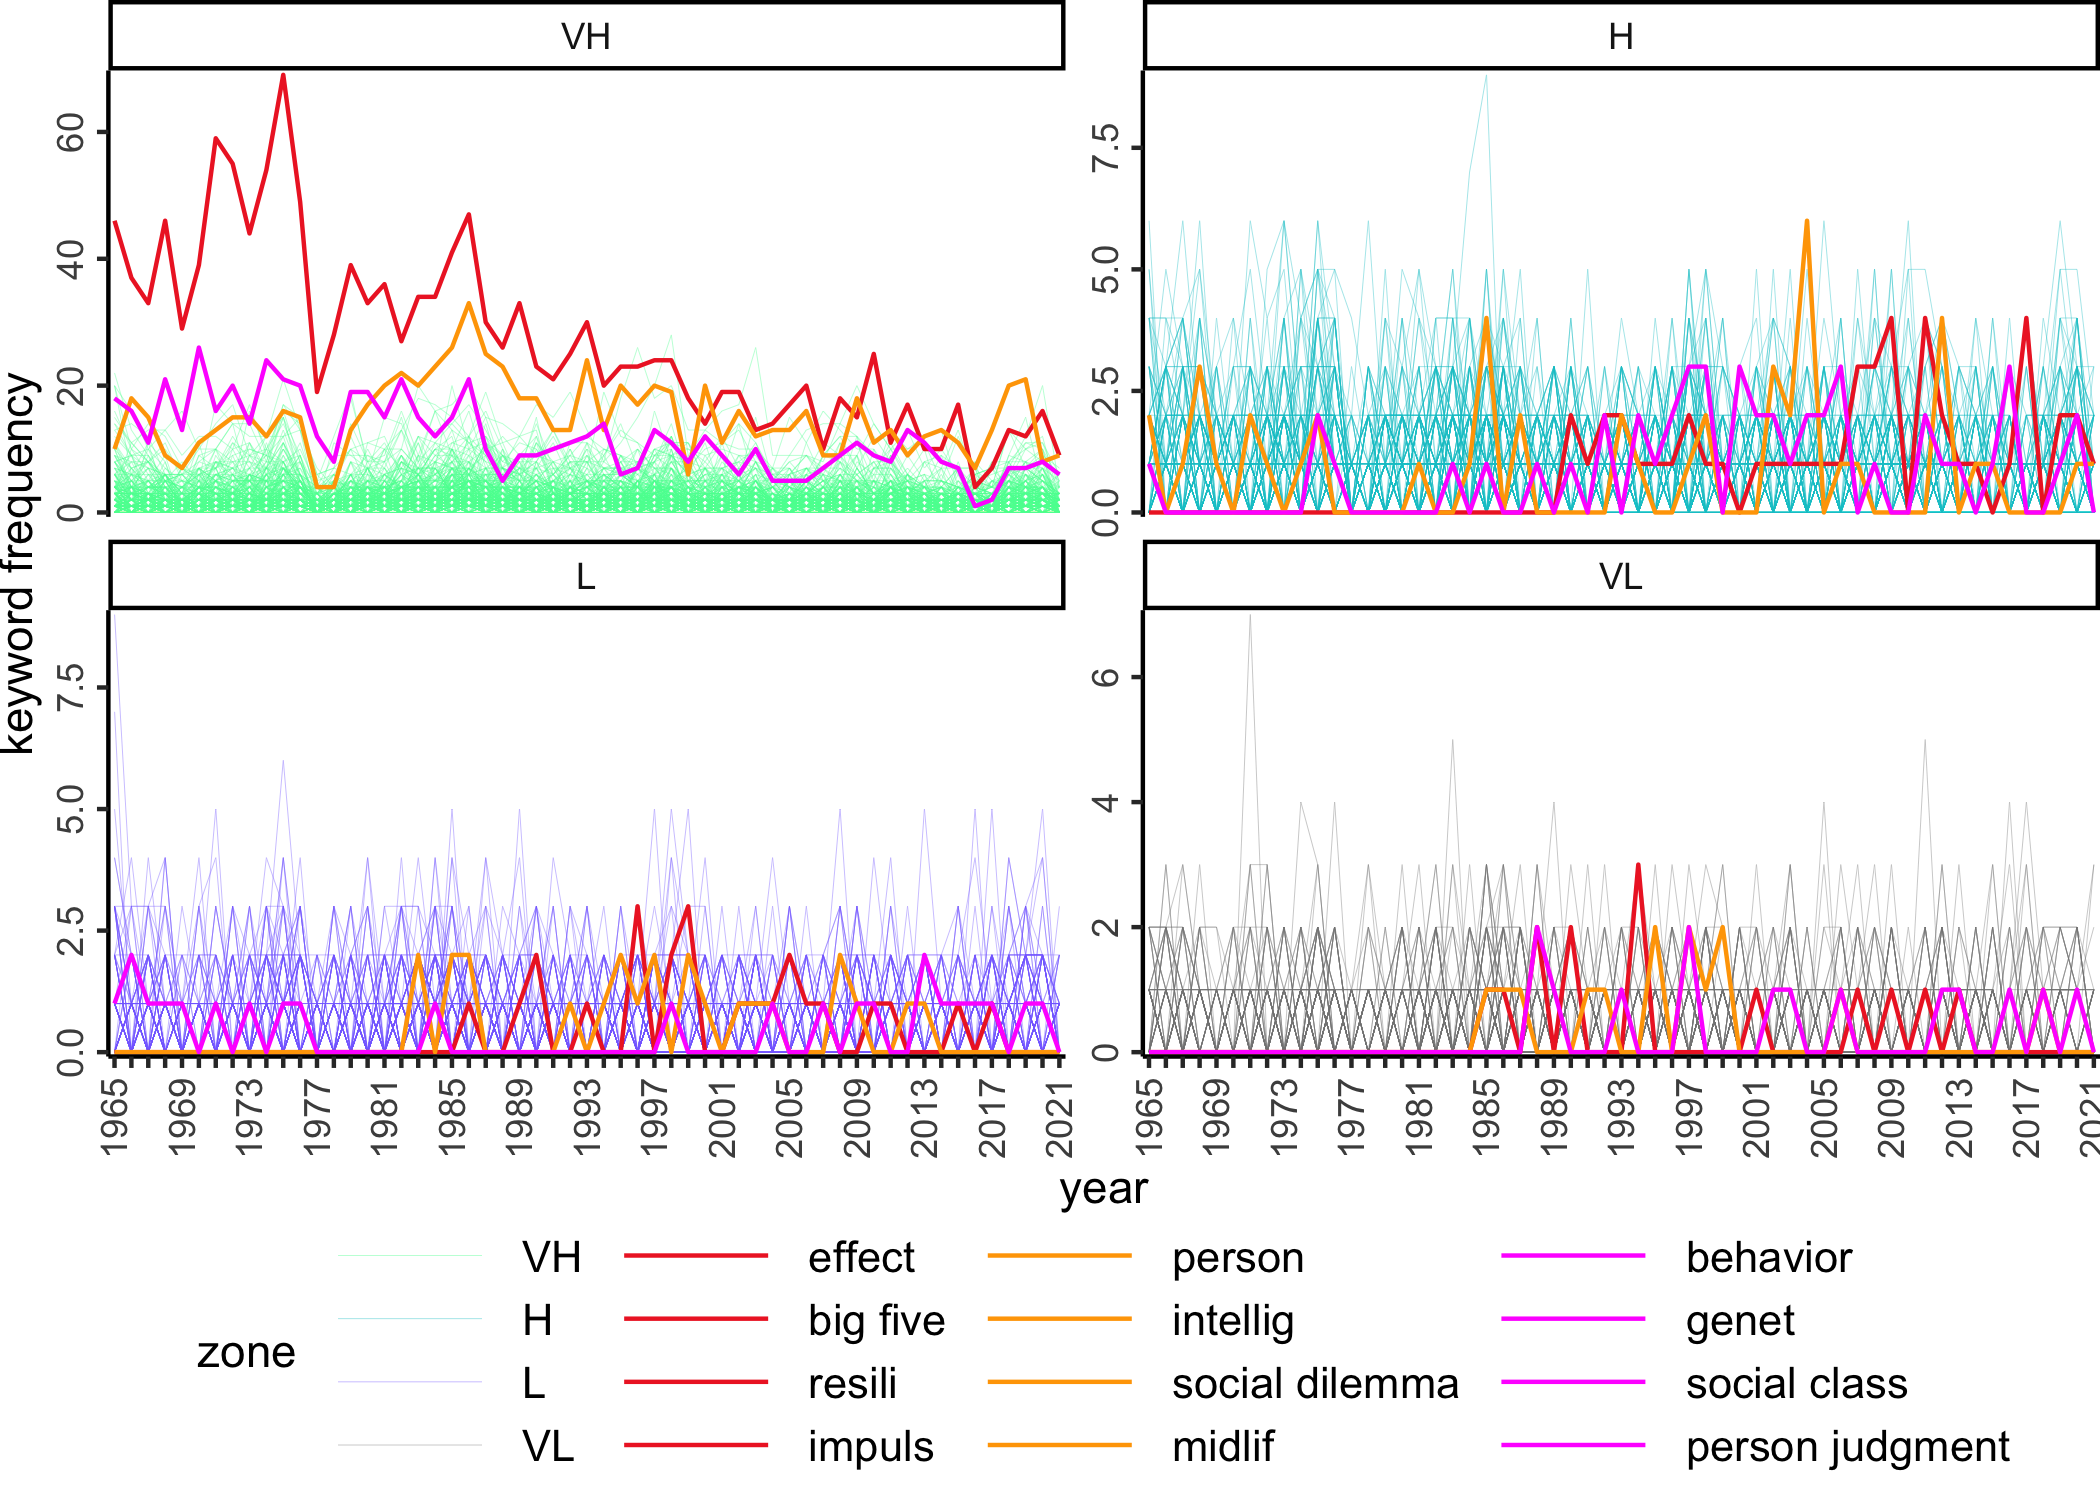 VH
H
60
40
20
0
7.5
5.0
2.5
0.0
keyword frequency
L
VL
7.5
5.0
2.5
0.0
6
4
2
0
1965 1969 1973 1977 1981 1985 1989 1993 1997 2001 2005 2009 2013 2017 2021
1965 1969 1973 1977 1981 1985 1989 1993 1997 2001 2005 2009 2013 2017 2021
year
zone
VH effect person behavior
H big five intellig genet
L resili social dilemma social class
VL impuls midlif person judgment